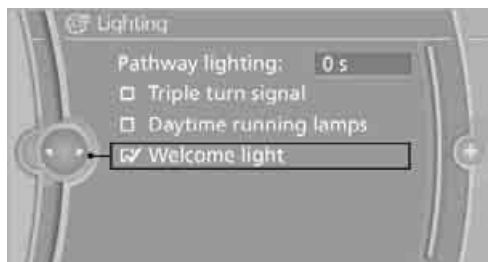 Lighting
Pathway lighting: 0 s
Triple turn signal
Daytime running lamps
Welcome light